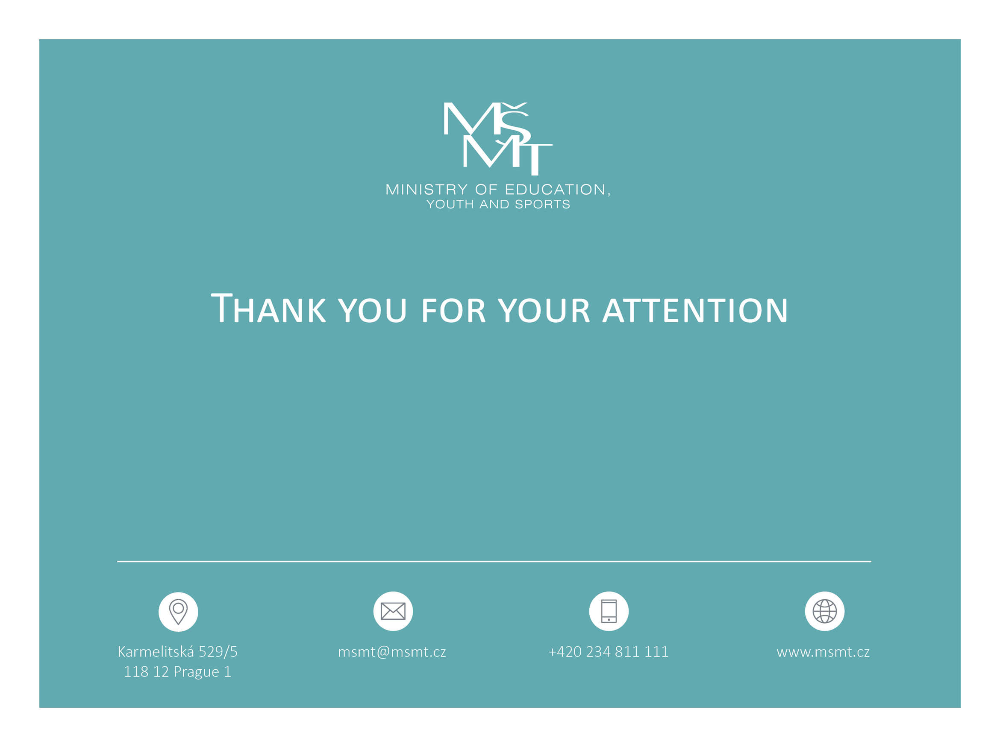 MŠMT
MINISTRY OF EDUCATION,
YOUTH AND SPORTS
THANK YOU FOR YOUR ATTENTION
Karmelitská 529/5
118 12 Prague 1
msmt@msmt.cz
+420 234 811 111
www.msmt.cz